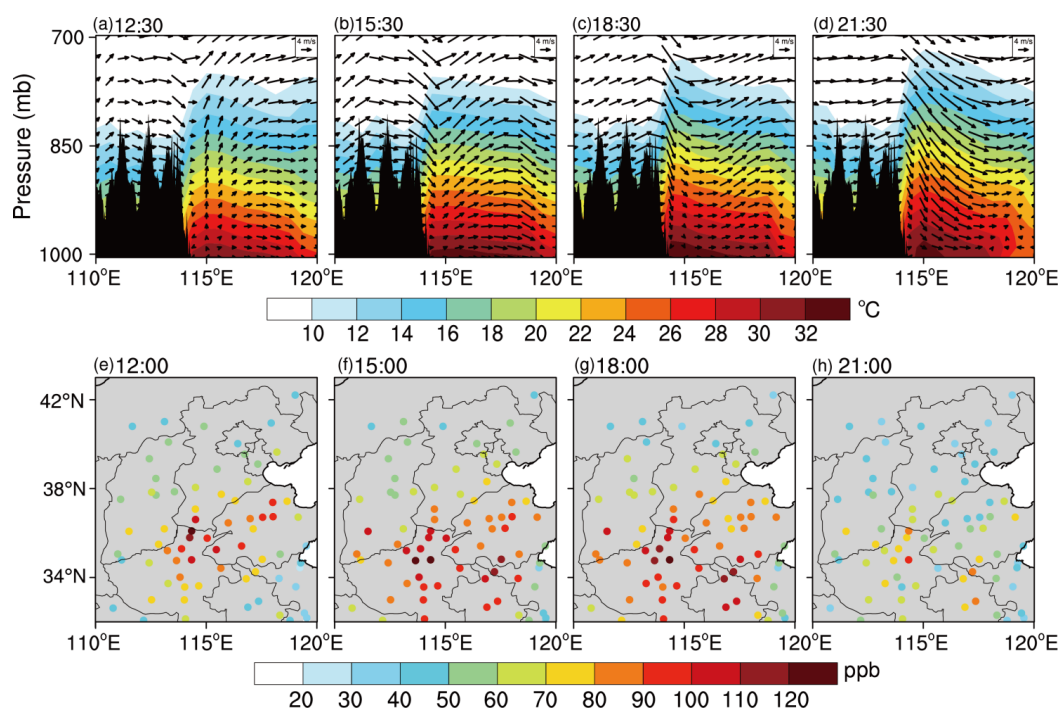 (a)12:30 (b)15:30 (c)18:30 (d)21:30
700
4 m/s 4 m/s 4 m/s 4 m/s
Pressure (mb)
850
1000
110°E 115°E 120°E 115°E 120°E 115°E 120°E 115°E 120°E
°C
10 12 14 16 18 20 22 24 26 28 30 32
(e)12:00 (f)15:00 (g)18:00 (h)21:00
42°N
38°N
34°N
110°E 115°E 120°E 115°E 120°E 115°E 120°E 115°E 120°E
ppb
20 30 40 50 60 70 80 90 100 110 120